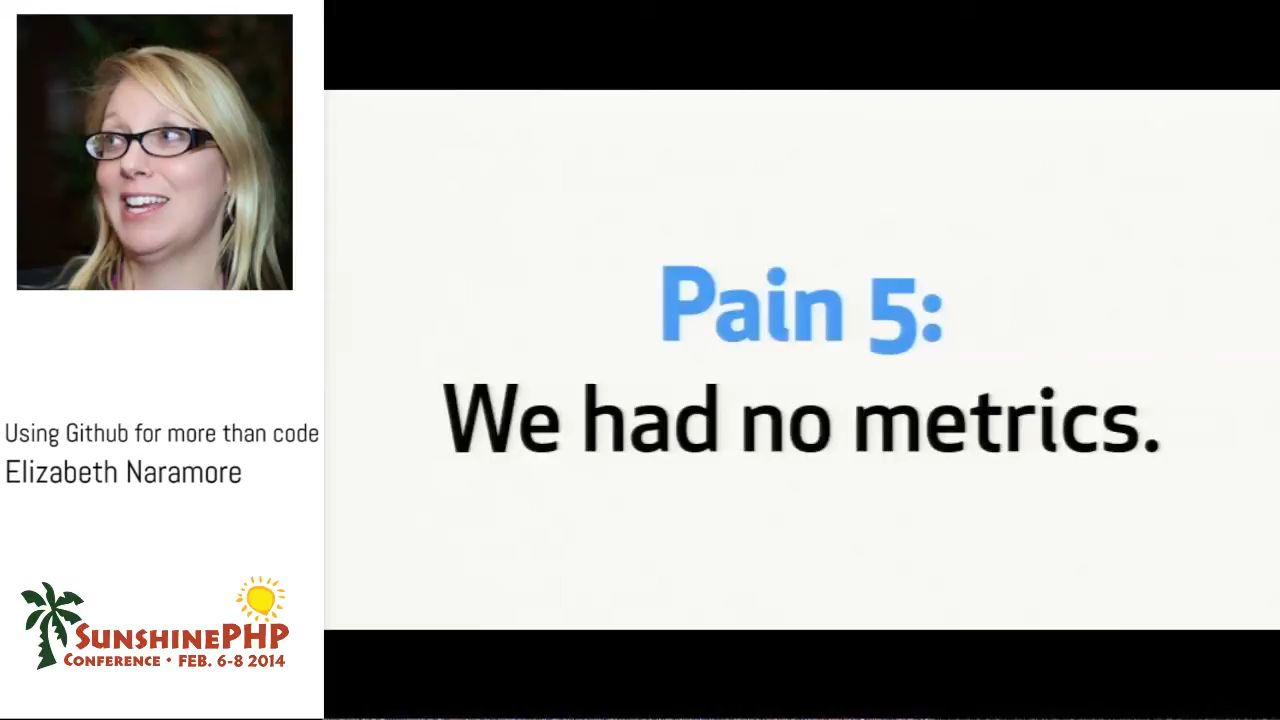 Using Github for more than code
Elizabeth Naramore
SunshinePHP
Conference • Feb. 6-8 2014
Pain 5:
We had no metrics.